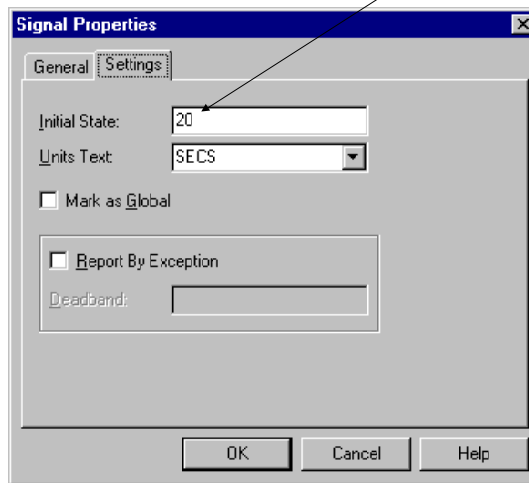 Signal Properties
General Settings
Initial State: 20
Units Text: SECS
Mark as Global
Report By Exception
Deadband:
OK Cancel Help